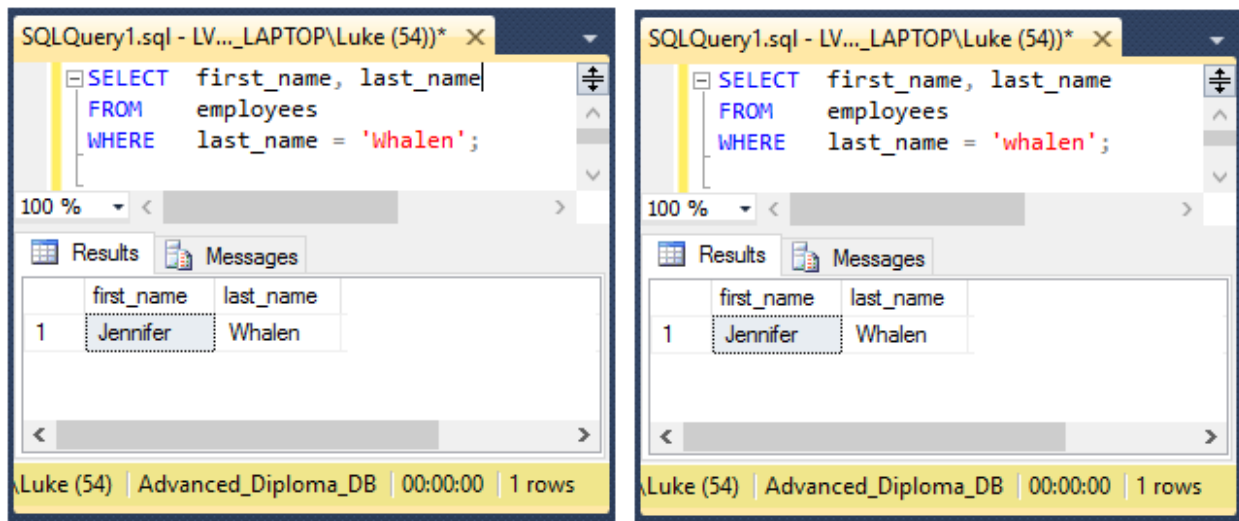 SQLQuery1.sql - LV..._LAPTOP\Luke (54))*
SELECT first_name, last_name
FROM employees
WHERE last_name = 'Whalen';
100 %
Results Messages
first_name last_name
1 Jennifer Whalen
\Luke (54) Advanced_Diploma_DB 00:00:00 1 rows
SQLQuery1.sql - LV..._LAPTOP\Luke (54))*
SELECT first_name, last_name
FROM employees
WHERE last_name = 'whalen';
100 %
Results Messages
first_name last_name
1 Jennifer Whalen
\Luke (54) Advanced_Diploma_DB 00:00:00 1 rows